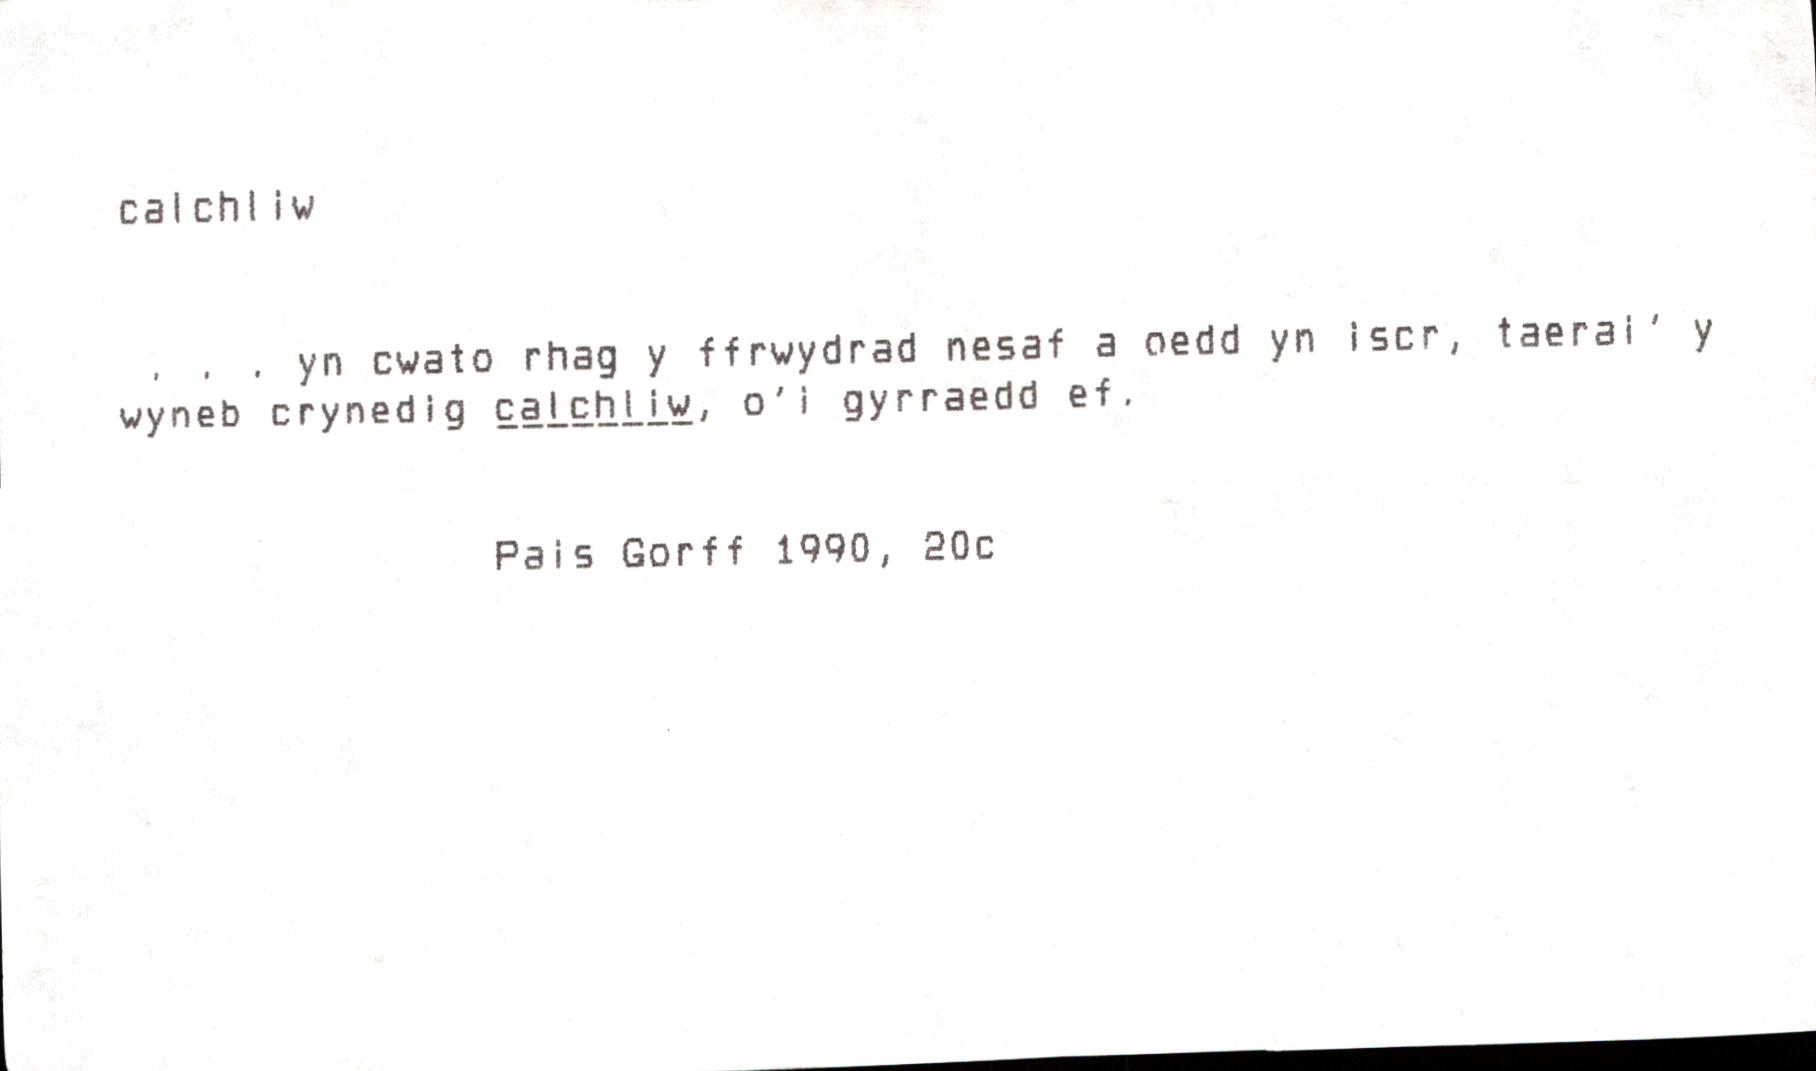 calchliw
. . . yn cwato rhag y ffrwydrad nesaf a oedd yn iscr, taerai' y
wyneb crynedig calchliw, o'i gyrraedd ef.
Pais Gorff 1990, 20c